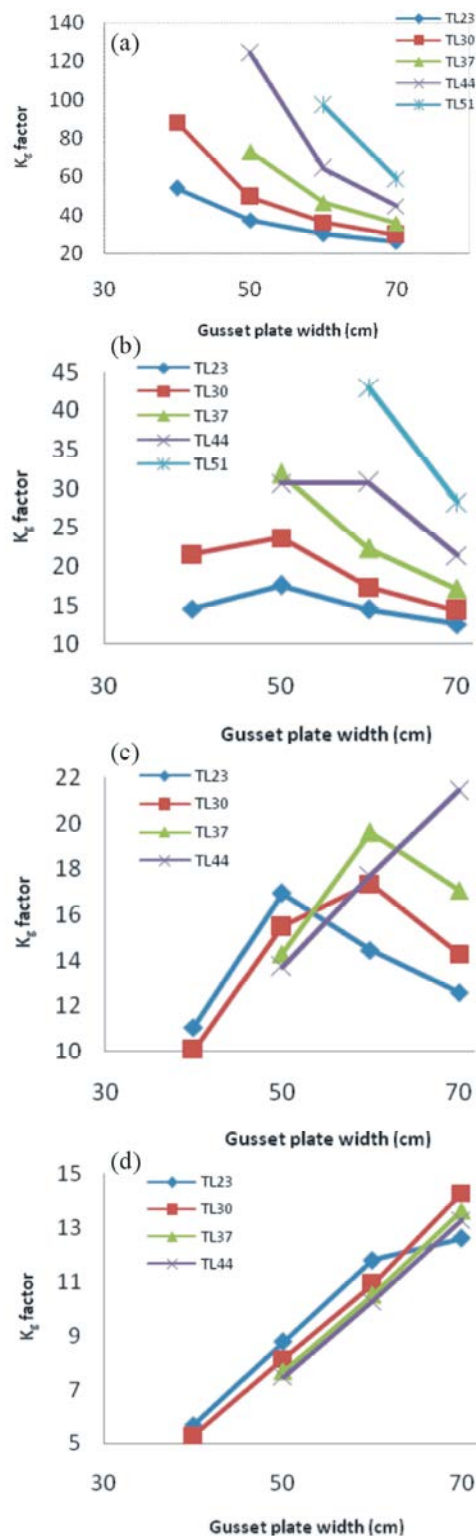 (a)
TL23
TL30
TL37
TL44
TL51
Kg factor
140
120
100
80
60
40
20
30
50
70
Gusset plate width (cm)
(b)
TL23
TL30
TL37
TL44
TL51
Kg factor
45
40
35
30
25
20
15
10
30
50
70
Gusset plate width (cm)
(c)
TL23
TL30
TL37
TL44
Kg factor
22
20
18
16
14
12
10
30
50
70
Gusset plate width (cm)
(d)
TL23
TL30
TL37
TL44
Kg factor
15
13
11
9
7
5
30
50
70
Gusset plate width (cm)